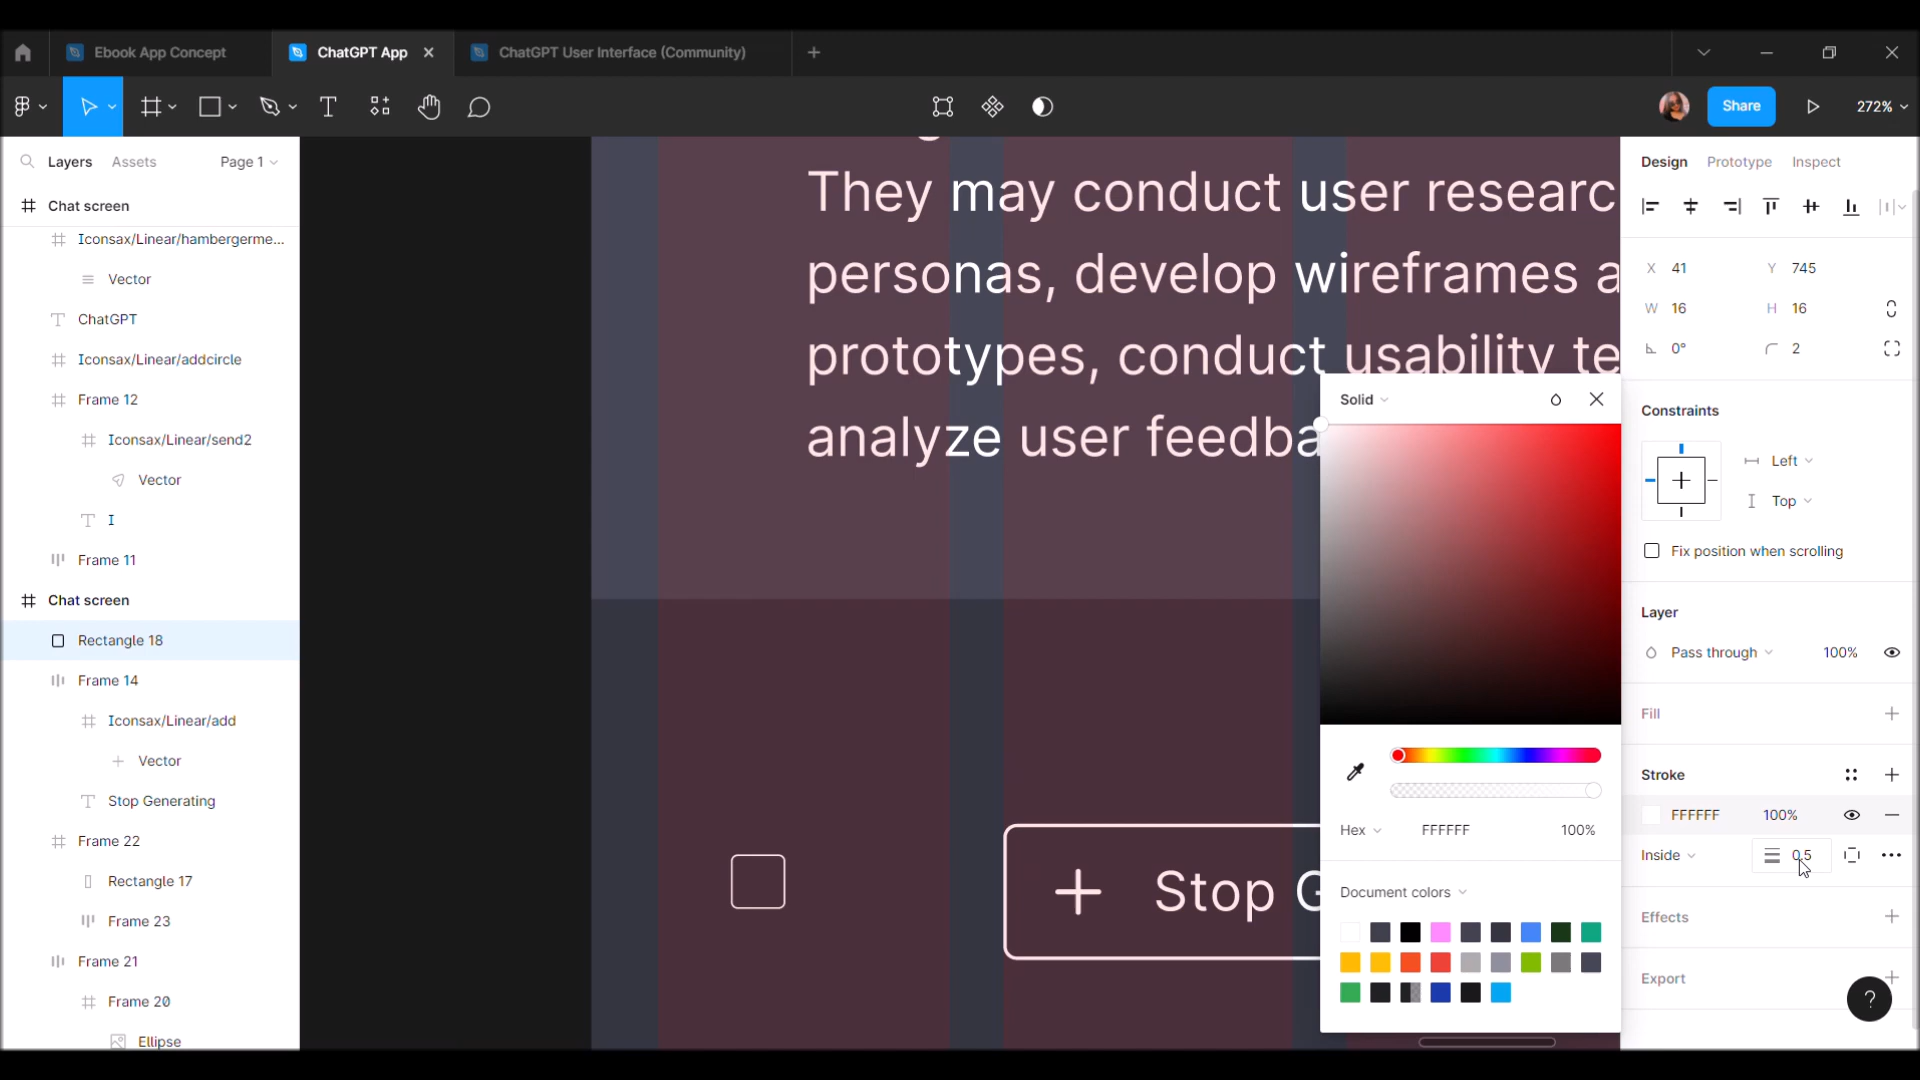 Ebook App Concept
ChatGPT App
ChatGPT User Interface (Community)
Share
272%
Layers
Assets
Page 1
Chat screen
Iconsax/Linear/hambergerme...
Vector
ChatGPT
Iconsax/Linear/addcircle
Frame 12
Iconsax/Linear/send2
Vector
I
Frame 11
Chat screen
Rectangle 18
Frame 14
Iconsax/Linear/add
Vector
Stop Generating
Frame 22
Rectangle 17
Frame 23
Frame 21
Frame 20
Ellipse
They may conduct user researc
personas, develop wireframes a
prototypes, conduct usability te
analyze user feedba
Stop G
Solid
Hex
FFFFFF
100%
Document colors
Design
Prototype
Inspect
X 41
Y 745
W 16
H 16
0°
2
Constraints
Left
Top
Fix position when scrolling
Layer
Pass through
100%
Fill
Stroke
FFFFFF
100%
Inside
0.5
Effects
Export
?